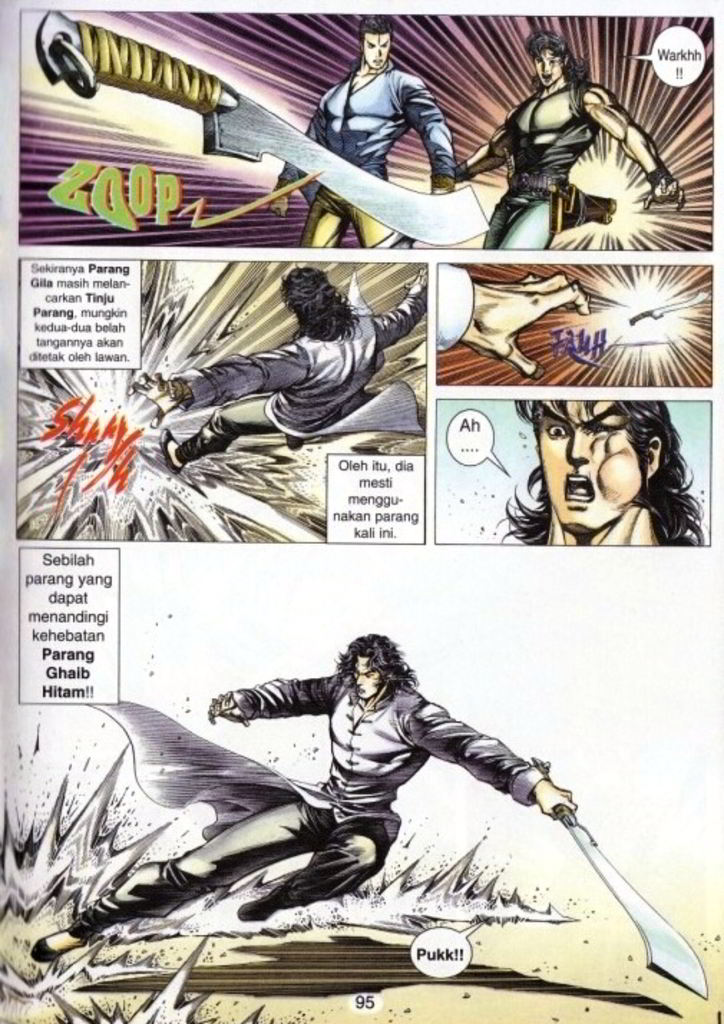 Warkhh
!!
ZOOP
Sekiranya Parang
Gila masih melan-
carkan Tinju
Parang, mungkin
kedua-dua belah
tangannya akan
ditetak oleh lawan.
Oleh itu, dia
mesti
menggu-
nakan parang
kali ini.
Ah
....
Sebilah
parang yang
dapat
menandingi
kehebatan
Parang
Ghaib
Hitam!!
Pukk!!
95